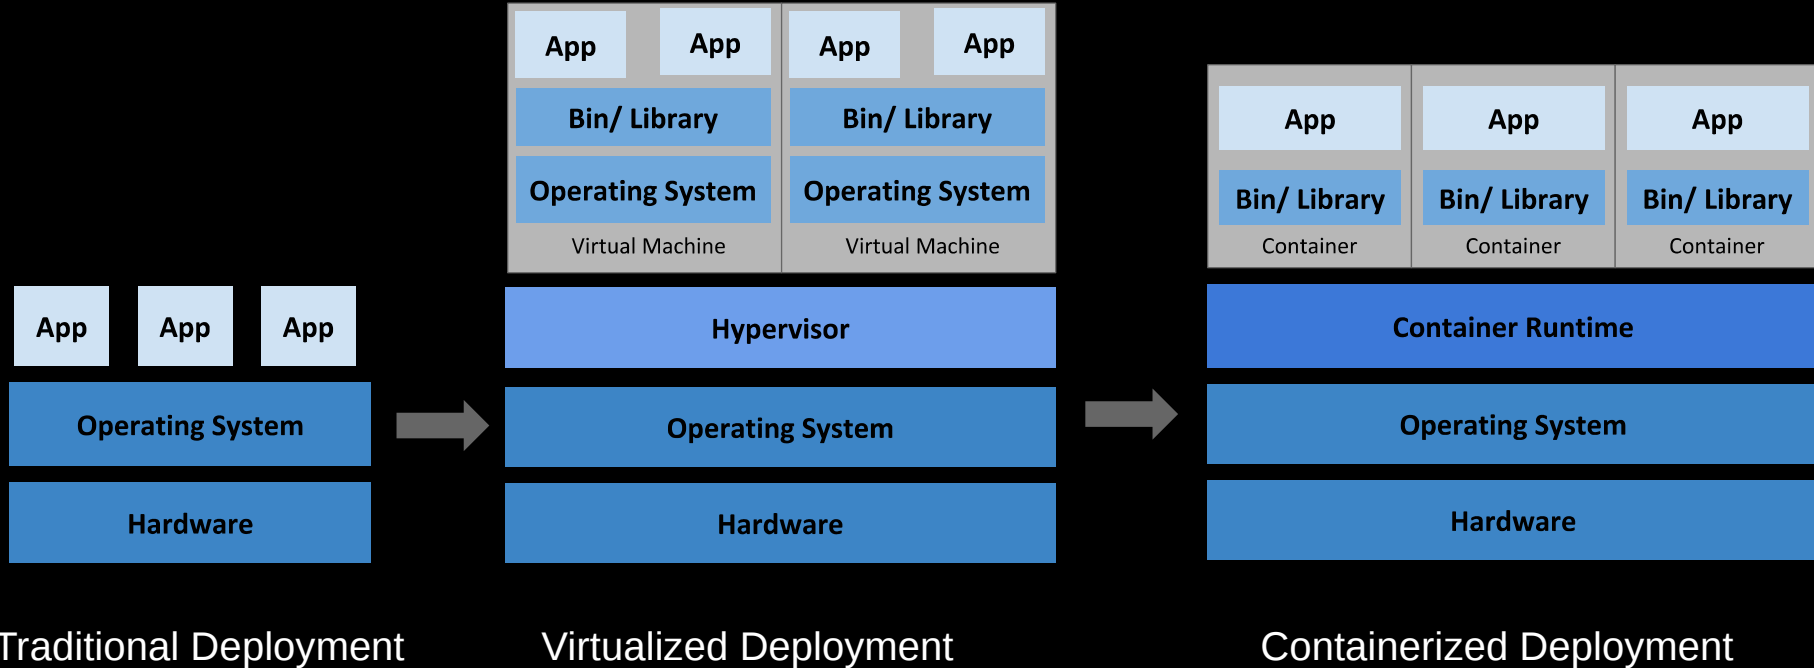 App App App
Operating System
Hardware
Traditional Deployment
App App App App
Bin/ Library Bin/ Library
Operating System Operating System
Virtual Machine Virtual Machine
Hypervisor
Operating System
Hardware
Virtualized Deployment
App App App
Bin/ Library Bin/ Library Bin/ Library
Container Container Container
Container Runtime
Operating System
Hardware
Containerized Deployment